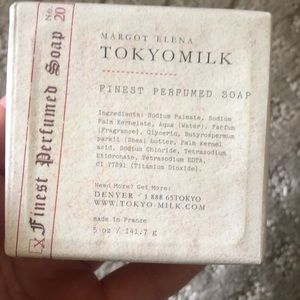 MARGOT ELENA
TOKYOMILK
FINEST PERFUMED SOAP
Ingredients: Sodium Palmate, Sodium
Palm Kernelate, Aqua (Water), Parfum
(Fragrance), Glycerin, Butyrospermum
parkii (Shea) butter, Palm Kernel
acid, Sodium Chloride, Tetrasodium
Etidronate, Tetrasodium EDTA,
CI 77891 (Titanium Dioxide).
Need More? Get More:
DENVER * 1 888 65TOKYO
WWW.TOKYO-MILK.COM
made in France
5 oz / 141.7 g
X Finest Perfumed Soap No. 20